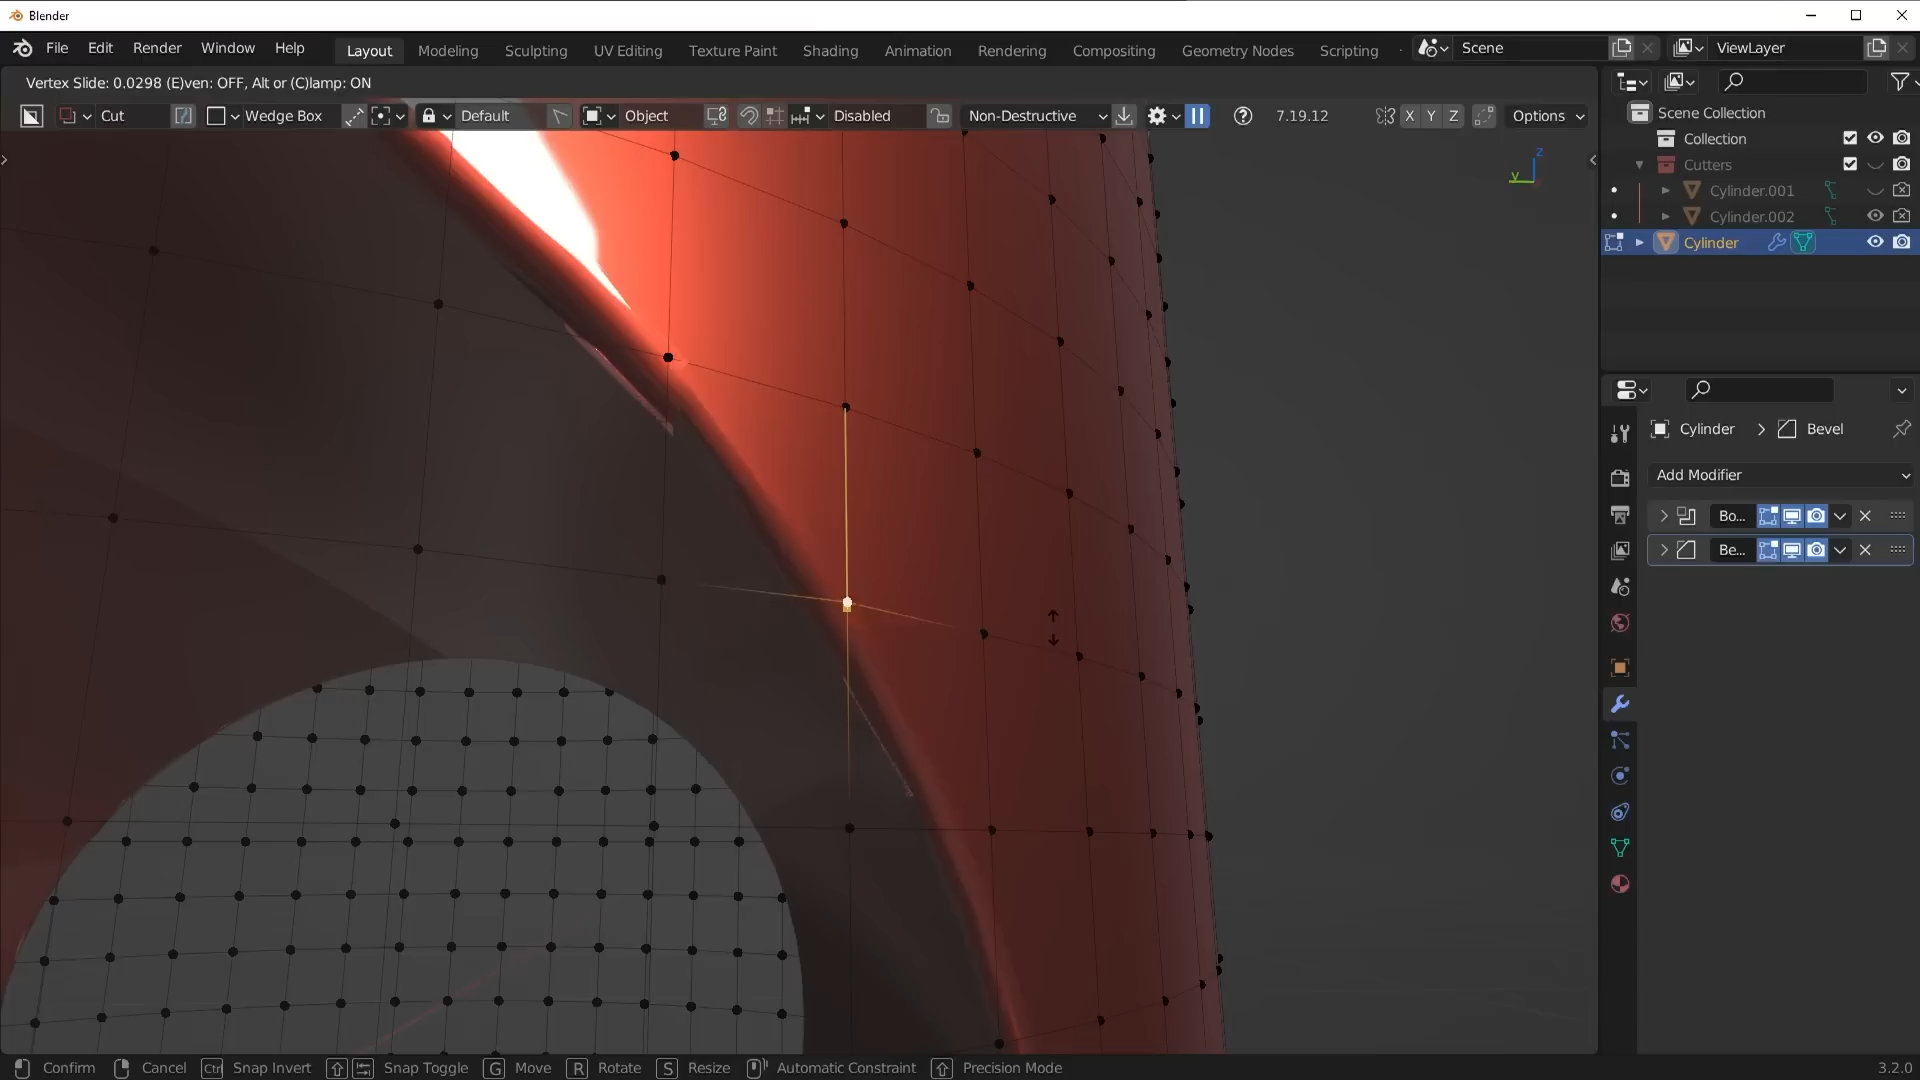 Blender
File Edit Render Window Help Layout Modeling Sculpting UV Editing Texture Paint Shading Animation Rendering Compositing Geometry Nodes Scripting Scene ViewLayer
Vertex Slide: 0.0298 (E)ven: OFF, Alt or (C)lamp: ON
Cut Wedge Box Default Object Disabled Non-Destructive 7.19.12 X Y Z Options
Scene Collection
Collection
Cutters
Cylinder.001
Cylinder.002
Cylinder
Z
Y
Cylinder > Bevel
Add Modifier
Bo...
Be...
Confirm Cancel Ctrl Snap Invert Snap Toggle G Move R Rotate S Resize Automatic Constraint Precision Mode 3.2.0